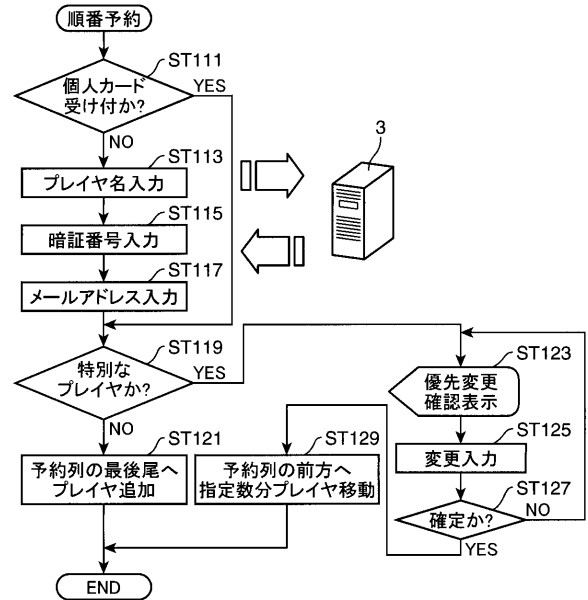 順番予約
ST111
個人カード
受け付か?
YES
NO
ST113
プレイヤ名入力
3
ST115
暗証番号入力
ST117
メールアドレス入力
ST119
特別な
プレイヤか?
YES
NO
ST123
優先変更
確認表示
ST125
変更入力
ST127
確定か?
NO
YES
ST121
予約列の最後尾へ
プレイヤ追加
ST129
予約列の前方へ
指定数分プレイヤ移動
END